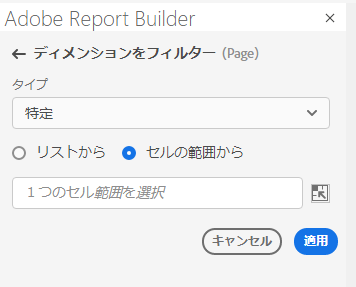 Adobe Report Builder
ディメンションをフィルター (Page)
タイプ
特定
リストから セルの範囲から
1つのセル範囲を選択
キャンセル 適用